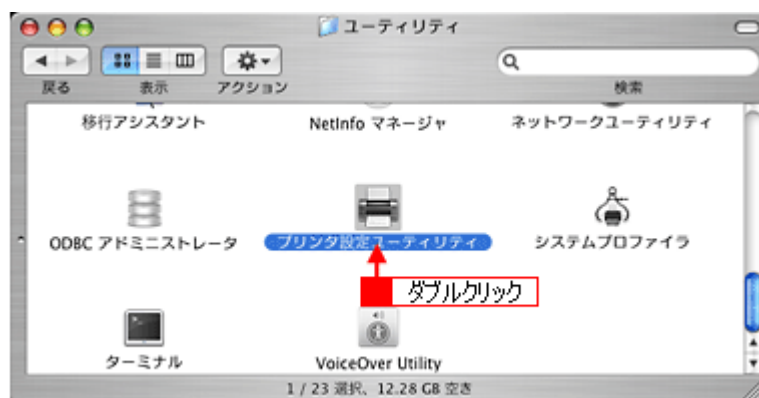 ユーティリティ
戻る 表示 アクション 検索
移行アシスタント NetInfo マネージャ ネットワークユーティリティ
ODBC アドミニストレータ プリンタ設定ユーティリティ システムプロファイラ
ダブルクリック
ターミナル VoiceOver Utility
1 / 23 選択、12.28 GB 空き